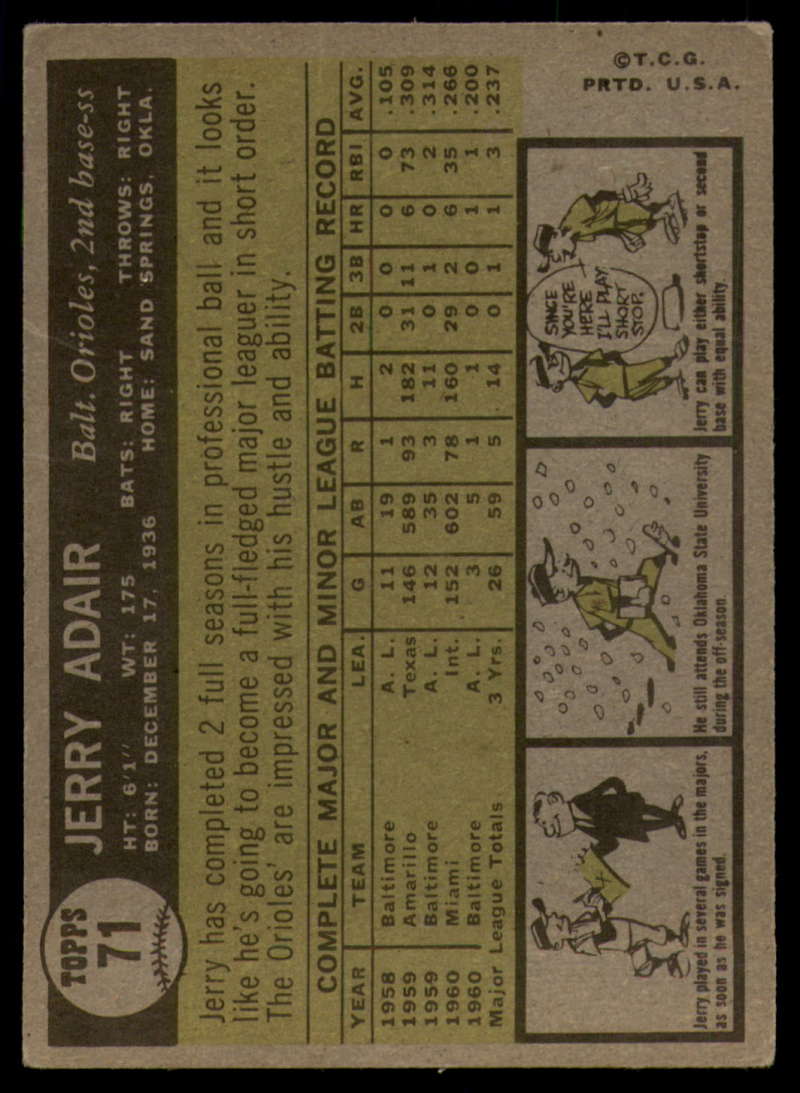 TOPPS
71
JERRY ADAIR Balt. Orioles, 2nd base-ss
HT: 6'1" WT: 175 BATS: RIGHT THROWS: RIGHT
BORN: DECEMBER 17, 1936 HOME: SAND SPRINGS, OKLA.
Jerry has completed 2 full seasons in professional ball and it looks
like he's going to become a full-fledged major leaguer in short order.
The Orioles' are impressed with his hustle and ability.
COMPLETE MAJOR AND MINOR LEAGUE BATTING RECORD
YEAR TEAM LEA. G AB R H 2B 3B HR RBI AVG.
1958 Baltimore A. L. 11 19 1 2 0 0 0 0 .105
1959 Amarillo Texas 146 589 93 182 31 11 6 73 .309
1959 Baltimore A. L. 12 35 3 11 0 1 0 2 .314
1960 Miami Int. 152 602 78 160 29 2 6 35 .266
1960 Baltimore A. L. 3 5 1 1 0 0 1 1 .200
Major League Totals 3 Yrs. 26 59 5 14 0 1 1 3 .237
Jerry played in several games in the majors,
as soon as he was signed.
He still attends Oklahoma State University
during the off-season.
SINCE
YOU'RE
HERE
I'LL PLAY
SHORT
STOP.
Jerry can play either shortstop or second
base with equal ability.
©T.C.G.
PRTD. U.S.A.